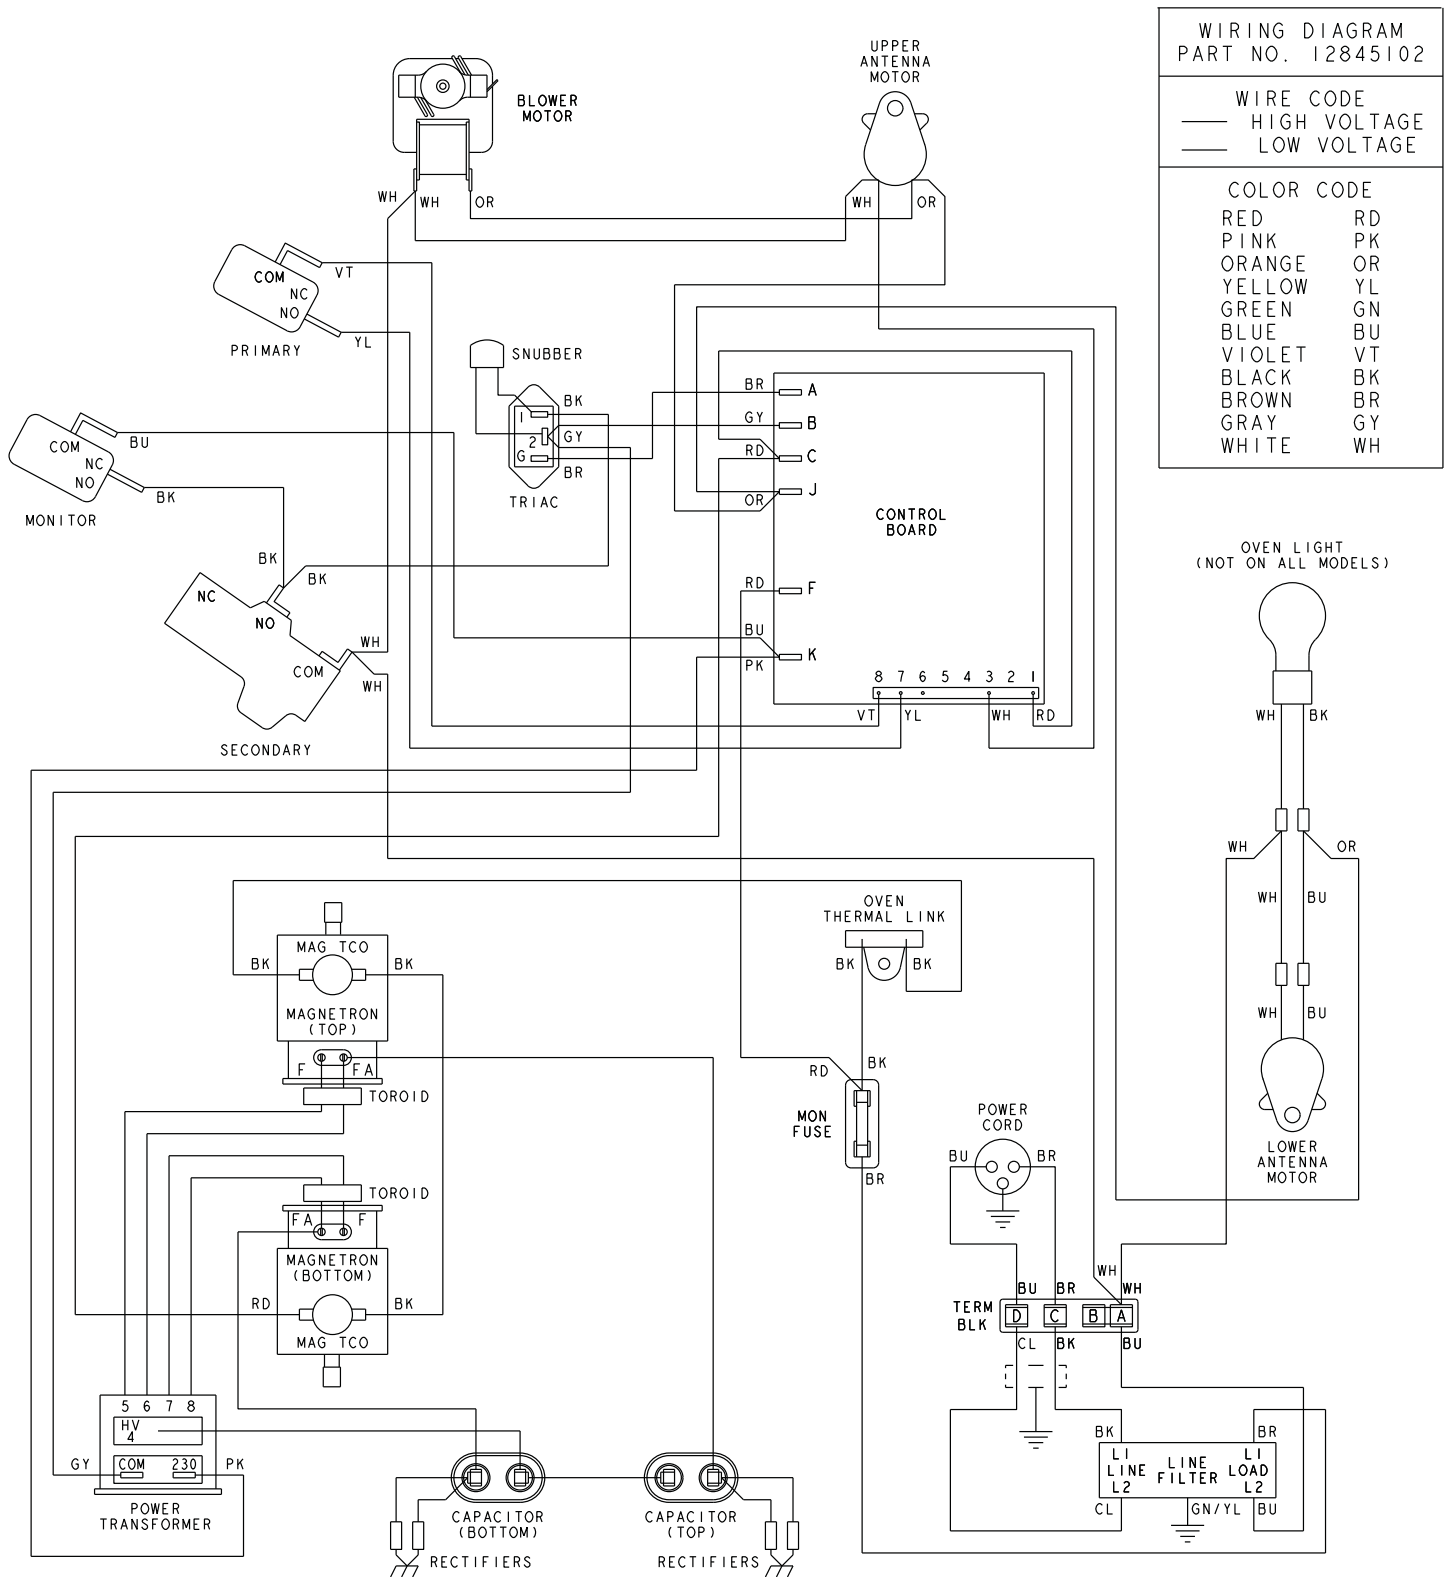 WIRING DIAGRAM
PART NO. 12845102
WIRE CODE
HIGH VOLTAGE
LOW VOLTAGE
COLOR CODE
RED RD
PINK PK
ORANGE OR
YELLOW YL
GREEN GN
BLUE BU
VIOLET VT
BLACK BK
BROWN BR
GRAY GY
WHITE WH
UPPER
ANTENNA
MOTOR
BLOWER
MOTOR
WH
WH
OR
WH
OR
COM
NC
NO
VT
YL
PRIMARY
SNUBBER
1
2
G
BK
GY
BR
TRIAC
COM
NC
NO
BU
BK
MONITOR
BR A
GY B
RD C
J
OR
CONTROL
BOARD
RD F
BU
K
PK
8 7 6 5 4 3 2 1
VT YL WH RD
BK
BK
NC
NO
COM
WH
WH
SECONDARY
OVEN LIGHT
(NOT ON ALL MODELS)
WH BK
WH OR
WH BU
WH BU
LOWER
ANTENNA
MOTOR
OVEN
THERMAL LINK
BK BK
MAG TCO
BK BK
MAGNETRON
(TOP)
F FA
TOROID
TOROID
FA F
MAGNETRON
(BOTTOM)
RD BK
MAG TCO
RD BK
MON
FUSE
BR
POWER
CORD
BU BR
WH
BU BR WH
TERM
BLK
D C B A
CL BK BU
BK BR
L1 L1
LINE LINE LOAD
FILTER
L2 L2
CL GN/YL BU
5 6 7 8
HV
4
GY COM 230 PK
POWER
TRANSFORMER
CAPACITOR
(BOTTOM)
CAPACITOR
(TOP)
RECTIFIERS
RECTIFIERS